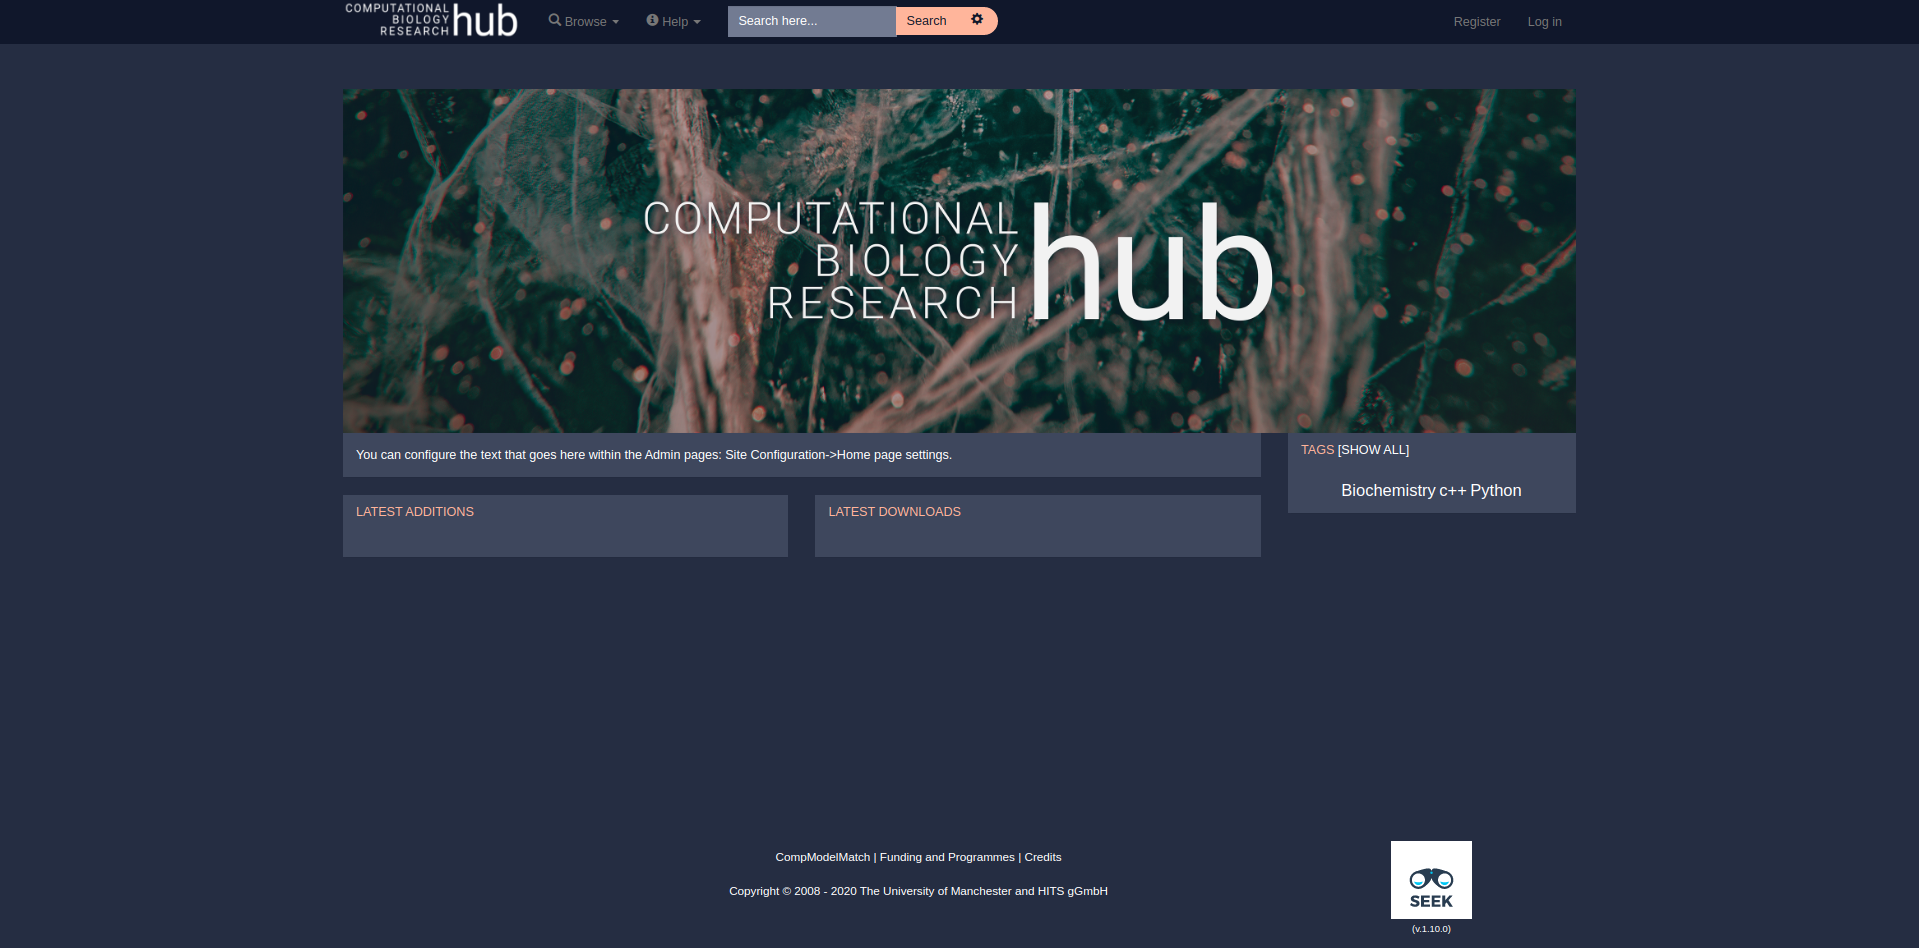 COMPUTATIONAL
BIOLOGY
RESEARCH hub
Browse
Help
Search here...
Search
Register
Log in
COMPUTATIONAL
BIOLOGY
RESEARCH hub
You can configure the text that goes here within the Admin pages: Site Configuration->Home page settings.
TAGS [SHOW ALL]
Biochemistry c++ Python
LATEST ADDITIONS
LATEST DOWNLOADS
CompModelMatch | Funding and Programmes | Credits
Copyright © 2008 - 2020 The University of Manchester and HITS gGmbH
SEEK
(v.1.10.0)